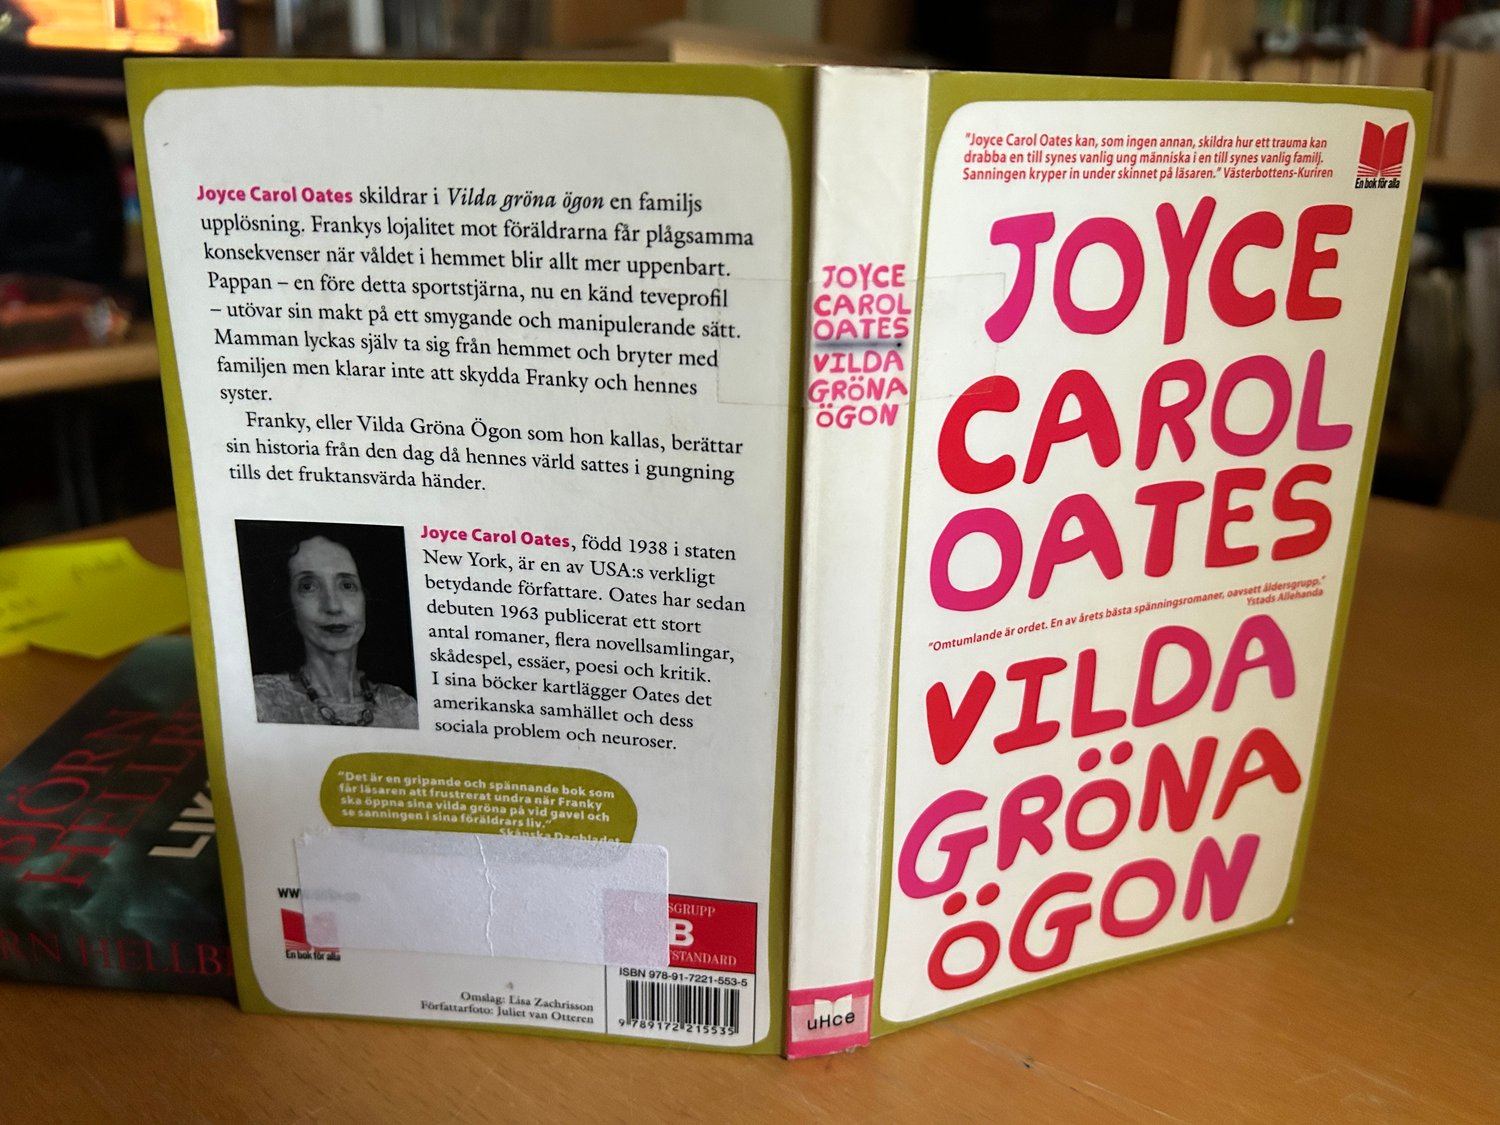 Joyce Carol Oates skildrar i Vilda gröna ögon en familjs
upplösning. Frankys lojalitet mot föräldrarna får plågsamma
konsekvenser när våldet i hemmet blir allt mer uppenbart.
Pappan – en före detta sportstjärna, nu en känd teveprofil
– utövar sin makt på ett smygande och manipulerande sätt.
Mamman lyckas själv ta sig från hemmet och bryter med
familjen men klarar inte att skydda Franky och hennes
syster.
Franky, eller Vilda Gröna Ögon som hon kallas, berättar
sin historia från den dag då hennes värld sattes i gungning
tills det fruktansvärda händer.
Joyce Carol Oates, född 1938 i staten
New York, är en av USA:s verkligt
betydande författare. Oates har sedan
debuten 1963 publicerat ett stort
antal romaner, flera novellsamlingar,
skådespel, essäer, poesi och kritik.
I sina böcker kartlägger Oates det
amerikanska samhället och dess
sociala problem och neuroser.
"Det är en gripande och spännande bok som
får läsaren att frustrerat undra när Franky
ska öppna sina vilda gröna på vid gavel och
se sanningen i sina föräldrars liv."
Skånska Dagbladet
En bok för alla
SGRUPP
B
TSTANDARD
ISBN 978-91-7221-553-5
9 789172 215535
Omslag: Lisa Zachrisson
Författarfoto: Juliet van Otteren
JOYCE
CAROL
OATES
VILDA
GRÖNA
ÖGON
uHce
"Joyce Carol Oates kan, som ingen annan, skildra hur ett trauma kan
drabba en till synes vanlig ung människa i en till synes vanlig familj.
Sanningen kryper in under skinnet på läsaren." Västerbottens-Kuriren
En bok för alla
JOYCE
CAROL
OATES
"Omtumlande är ordet. En av årets bästa spänningsromaner, oavsett åldersgrupp."
Ystads Allehanda
VILDA
GRÖNA
ÖGON
BJÖRN
HELLBE
RN HELLBE